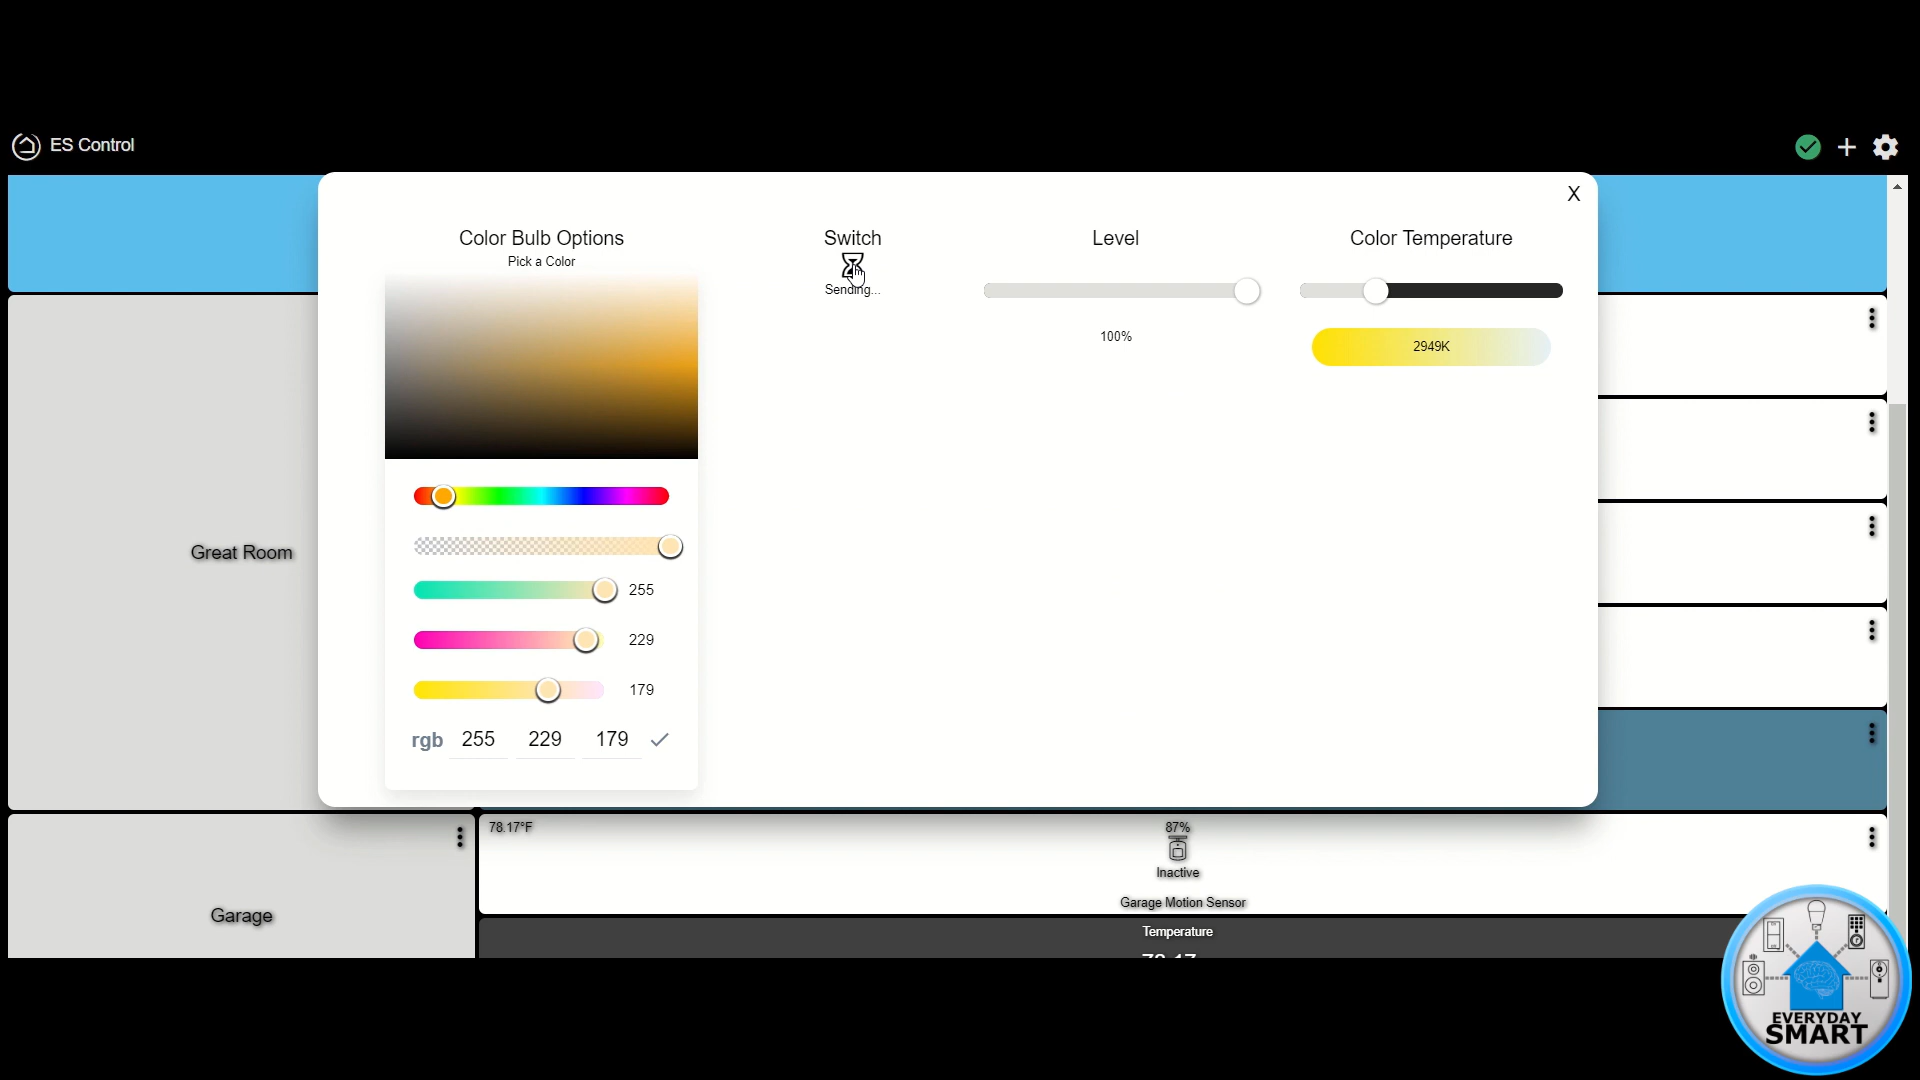 ES Control
X
Color Bulb Options
Pick a Color
Switch
Sending...
Level
100%
Color Temperature
2949K
255
229
179
rgb 255 229 179
Great Room
Garage
78.17°F
87%
Inactive
Garage Motion Sensor
Temperature
EVERYDAY
SMART